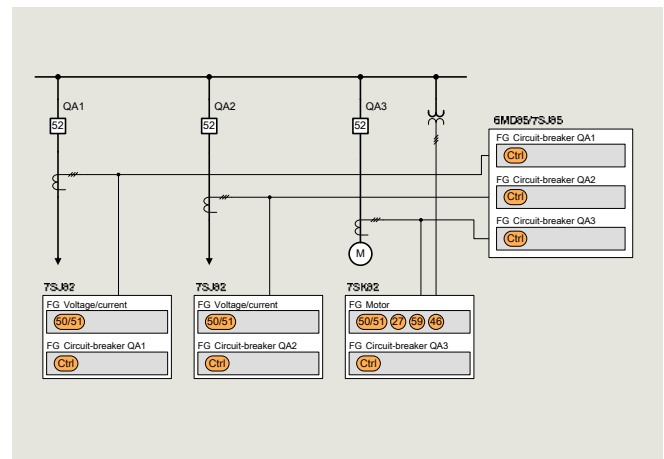 QA1
QA2
QA3
52
52
52
M
6MD85/7SJ85
FG Circuit-breaker QA1
Ctrl
FG Circuit-breaker QA2
Ctrl
FG Circuit-breaker QA3
Ctrl
7SJ82
FG Voltage/current
50/51
FG Circuit-breaker QA1
Ctrl
7SJ82
FG Voltage/current
50/51
FG Circuit-breaker QA2
Ctrl
7SK82
FG Motor
50/51 27 59 46
FG Circuit-breaker QA3
Ctrl